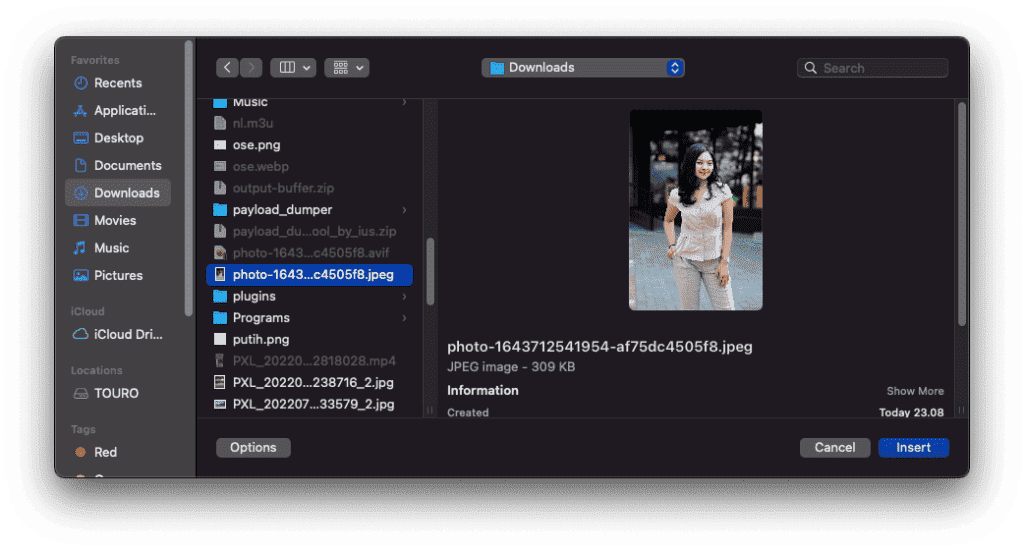 Favorites
Recents
Applicati...
Desktop
Documents
Downloads
Movies
Music
Pictures
iCloud
iCloud Dri...
Locations
TOURO
Tags
Red
Downloads
Search
Music
nl.m3u
ose.png
ose.webp
output-buffer.zip
payload_dumper
payload_du...ool_by_ius.zip
photo-1643...c4505f8.avif
photo-1643...c4505f8.jpeg
plugins
Programs
putih.png
PXL_20220...2818028.mp4
PXL_20220...238716_2.jpg
PXL_202207...33579_2.jpg
photo-1643712541954-af75dc4505f8.jpeg
JPEG image - 309 KB
Information Show More
Created Today 23.08
Options Cancel Insert